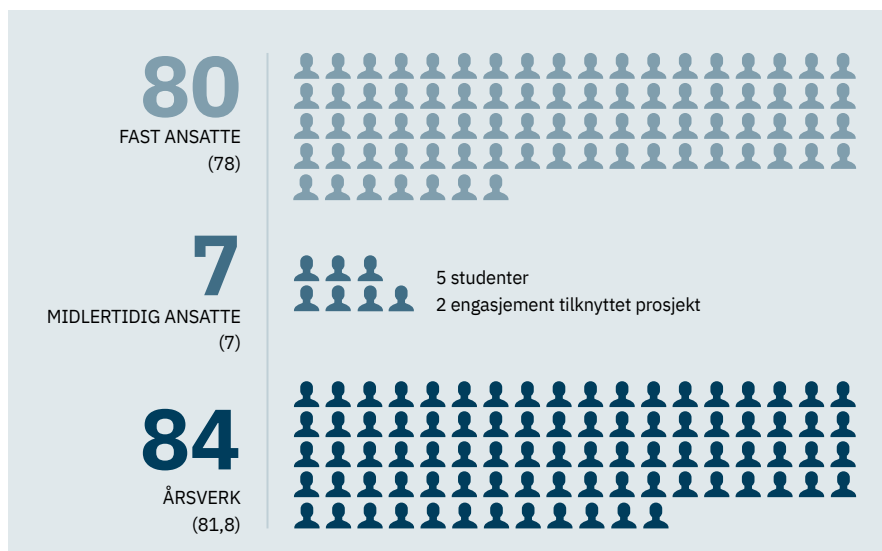 80
FAST ANSATTE
(78)
7
MIDLERTIDIG ANSATTE
(7)
5 studenter
2 engasjement tilknyttet prosjekt
84
ÅRSVERK
(81,8)